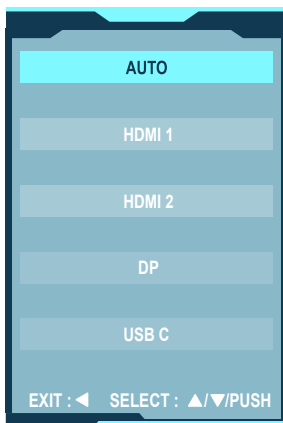 AUTO
HDMI 1
HDMI 2
DP
USB C
EXIT : ◀ SELECT : ▲/▼/PUSH